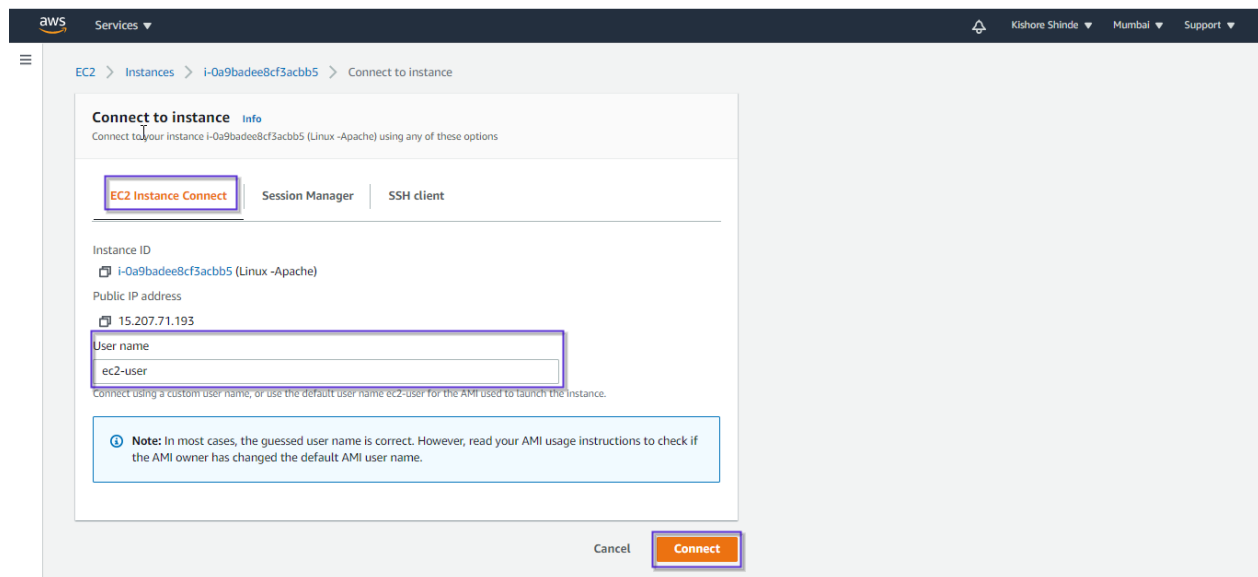 aws Services ▼ Kishore Shinde ▼ Mumbai ▼ Support ▼
EC2 > Instances > i-0a9badee8cf3acbb5 > Connect to instance
Connect to instance Info
Connect to your instance i-0a9badee8cf3acbb5 (Linux -Apache) using any of these options
EC2 Instance Connect Session Manager SSH client
Instance ID
i-0a9badee8cf3acbb5 (Linux -Apache)
Public IP address
15.207.71.193
User name
ec2-user
Connect using a custom user name, or use the default user name ec2-user for the AMI used to launch the instance.
Note: In most cases, the guessed user name is correct. However, read your AMI usage instructions to check if
the AMI owner has changed the default AMI user name.
Cancel Connect